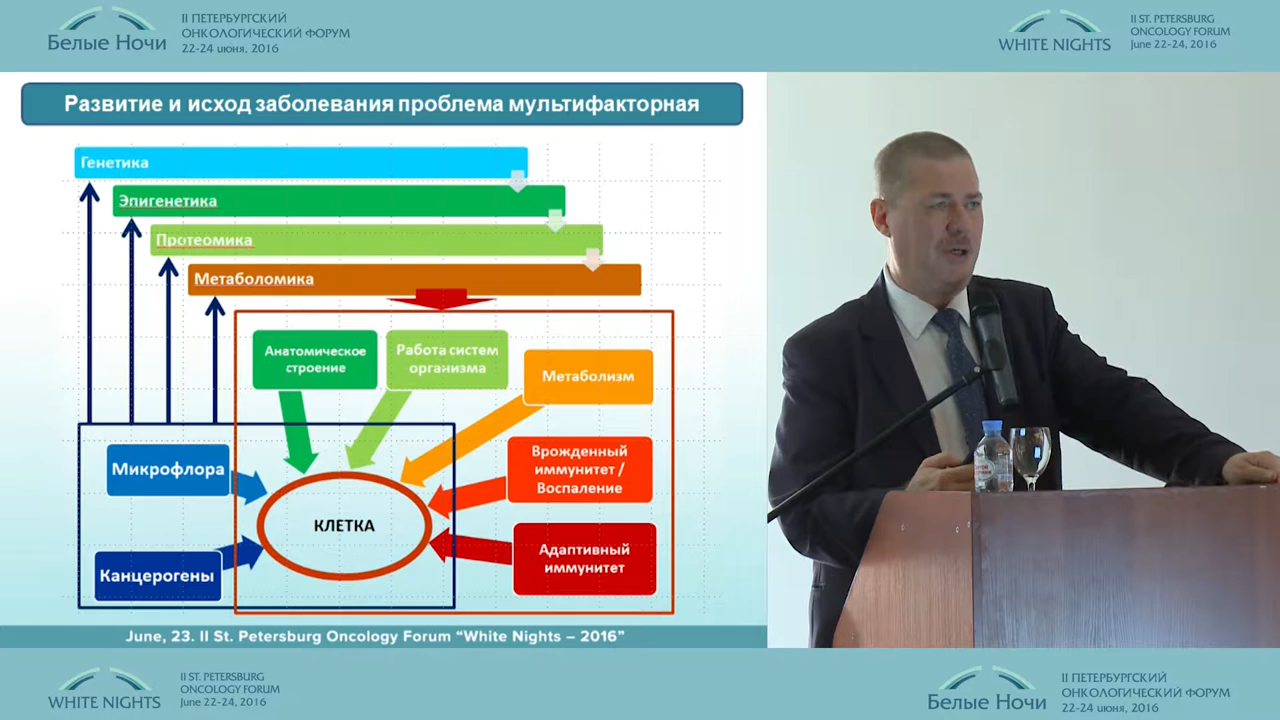 Белые Ночи
II ПЕТЕРБУРГСКИЙ
ОНКОЛОГИЧЕСКИЙ ФОРУМ
22-24 июня, 2016
WHITE NIGHTS
II ST. PETERSBURG
ONCOLOGY FORUM
June 22-24, 2016
Развитие и исход заболевания проблема мультифакторная
Генетика
Эпигенетика
Протеомика
Метаболомика
Анатомическое
строение
Работа систем
организма
Метаболизм
Микрофлора
Врожденный
иммунитет /
Воспаление
КЛЕТКА
Канцерогены
Адаптивный
иммунитет
June, 23. II St. Petersburg Oncology Forum “White Nights – 2016”
WHITE NIGHTS
II ST. PETERSBURG
ONCOLOGY FORUM
June 22-24, 2016
Белые Ночи
II ПЕТЕРБУРГСКИЙ
ОНКОЛОГИЧЕСКИЙ ФОРУМ
22-24 июня, 2016